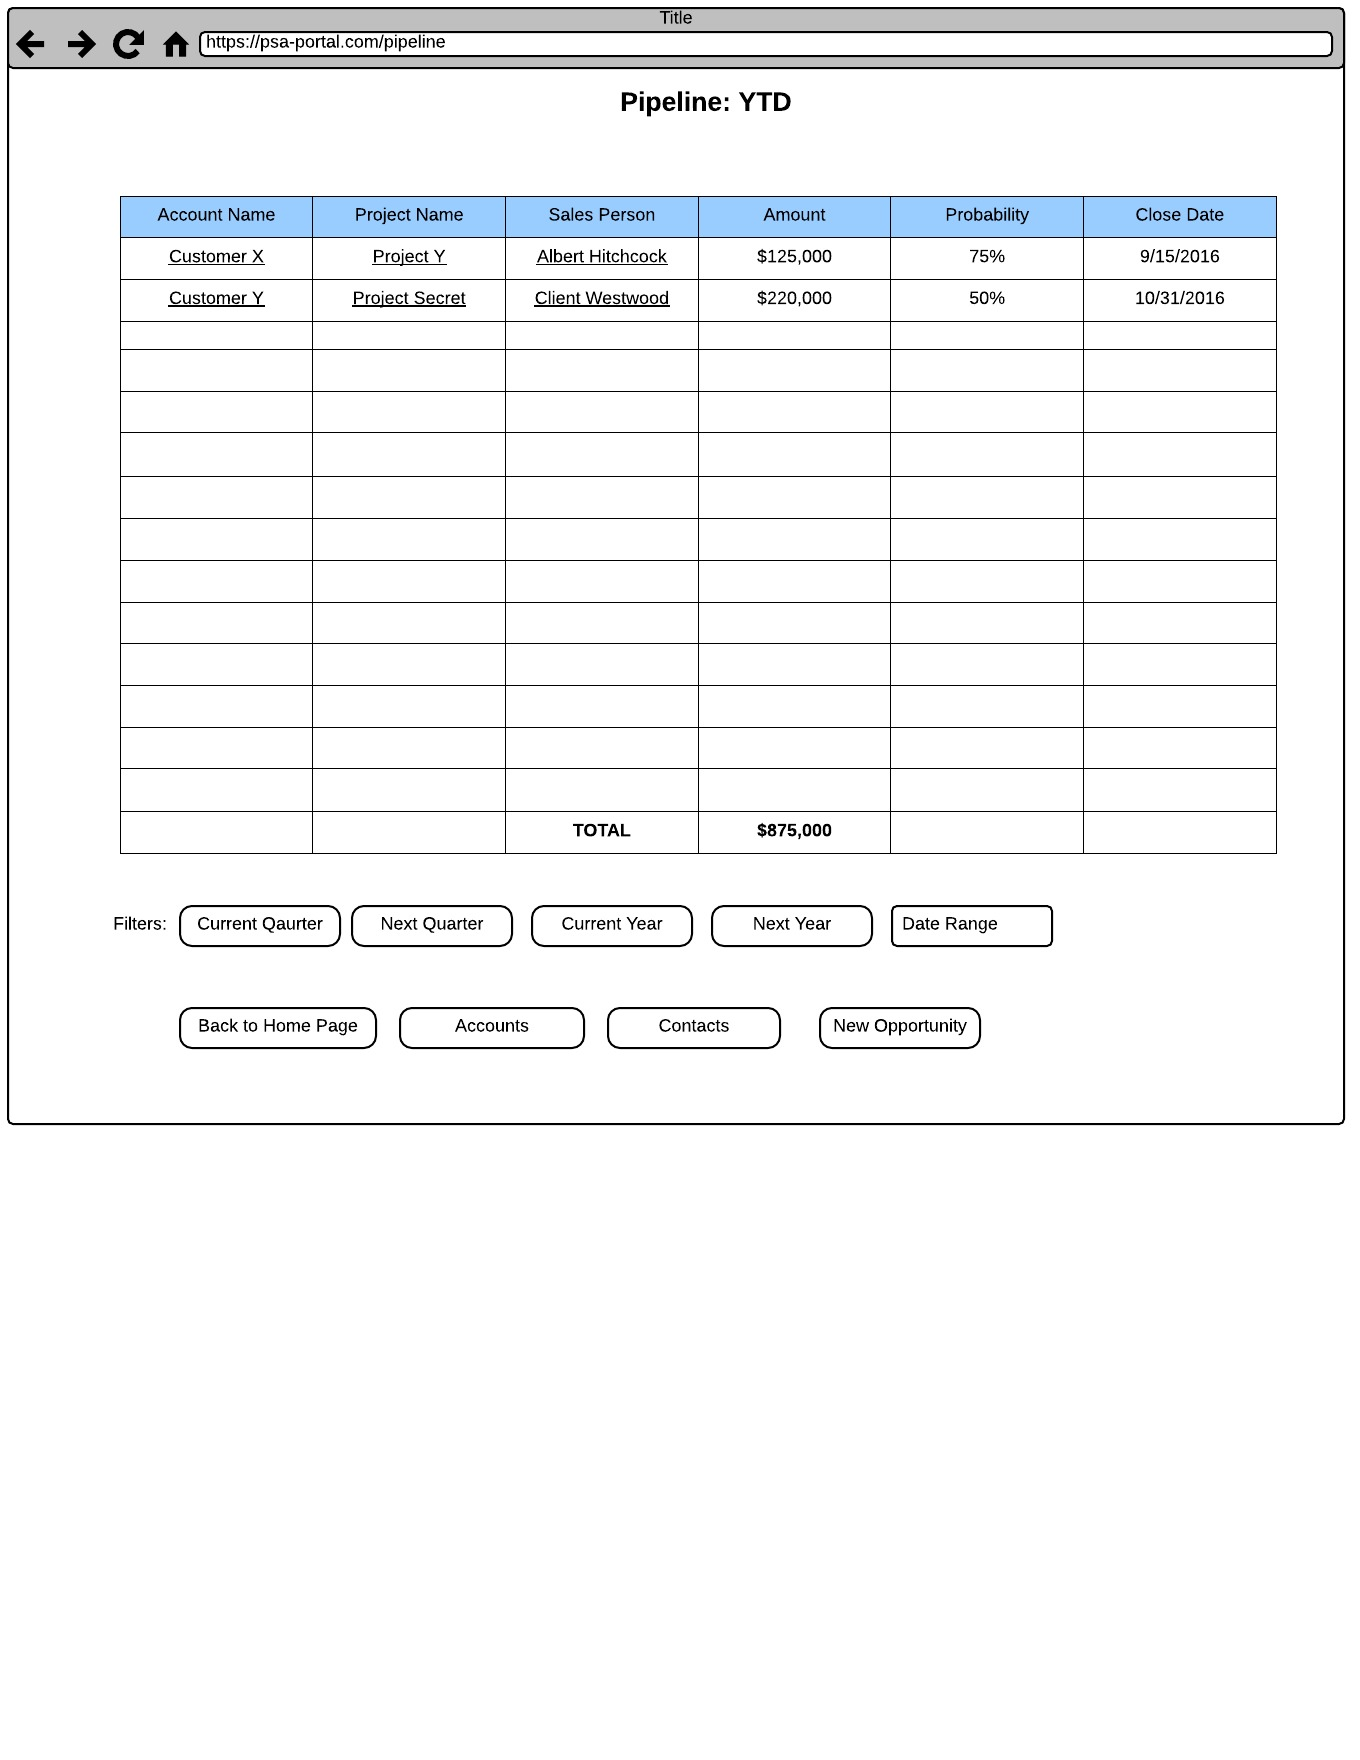 Title
https://psa-portal.com/pipeline
Pipeline: YTD
Account Name Project Name Sales Person Amount Probability Close Date
Customer X Project Y Albert Hitchcock $125,000 75% 9/15/2016
Customer Y Project Secret Client Westwood $220,000 50% 10/31/2016
TOTAL $875,000
Filters: Current Qaurter Next Quarter Current Year Next Year Date Range
Back to Home Page Accounts Contacts New Opportunity